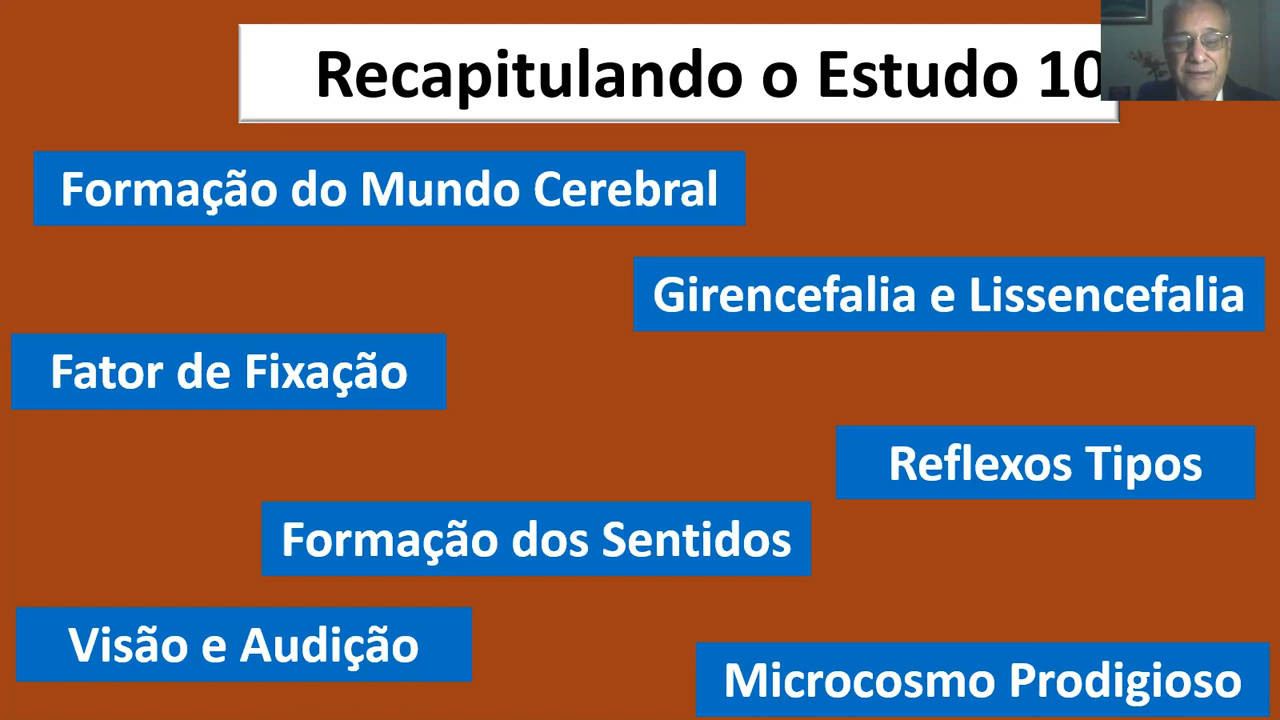 Recapitulando o Estudo 10
Formação do Mundo Cerebral
Girencefalia e Lissencefalia
Fator de Fixação
Reflexos Tipos
Formação dos Sentidos
Visão e Audição
Microcosmo Prodigioso